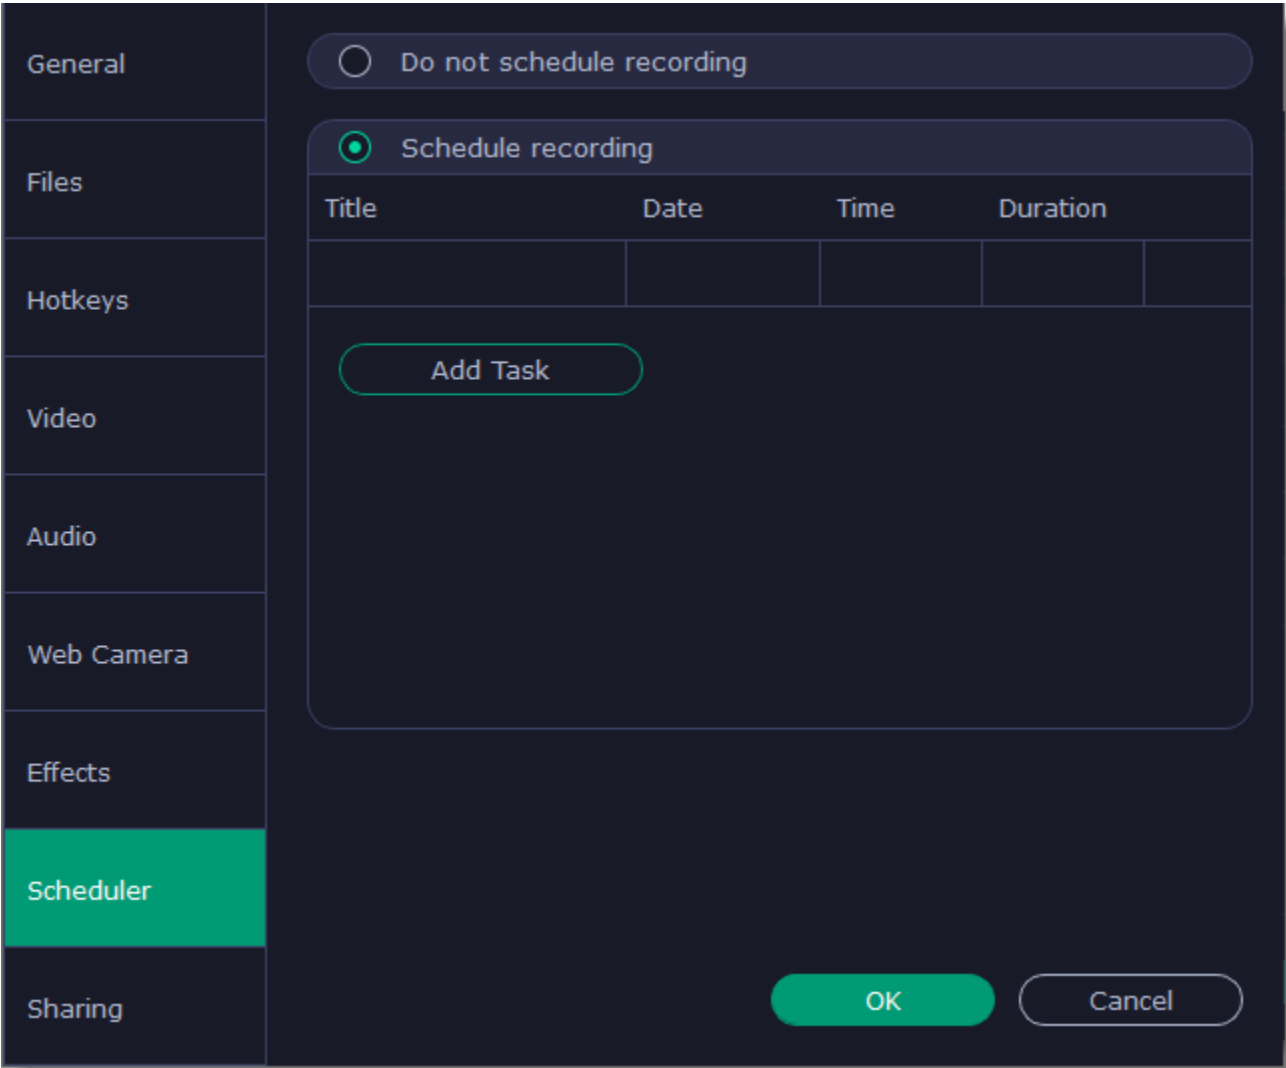 General
Files
Hotkeys
Video
Audio
Web Camera
Effects
Scheduler
Sharing
Do not schedule recording
Schedule recording
Title Date Time Duration
Add Task
OK Cancel